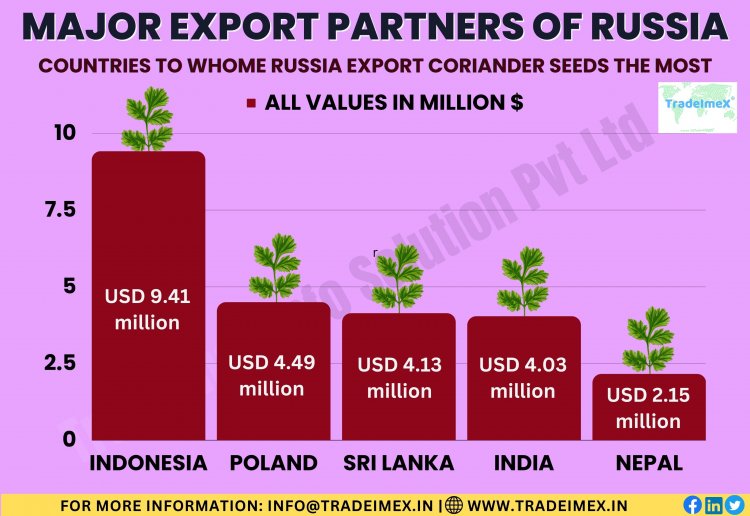 MAJOR EXPORT PARTNERS OF RUSSIA
COUNTRIES TO WHOME RUSSIA EXPORT CORIANDER SEEDS THE MOST
ALL VALUES IN MILLION $
TradeImeX
10
7.5
5
2.5
0
USD 9.41
million
USD 4.49
million
USD 4.13
million
USD 4.03
million
USD 2.15
million
r
Solution Pvt Ltd
INDONESIA
POLAND
SRI LANKA
INDIA
NEPAL
FOR MORE INFORMATION: INFO@TRADEIMEX.IN | WWW.TRADEIMEX.IN